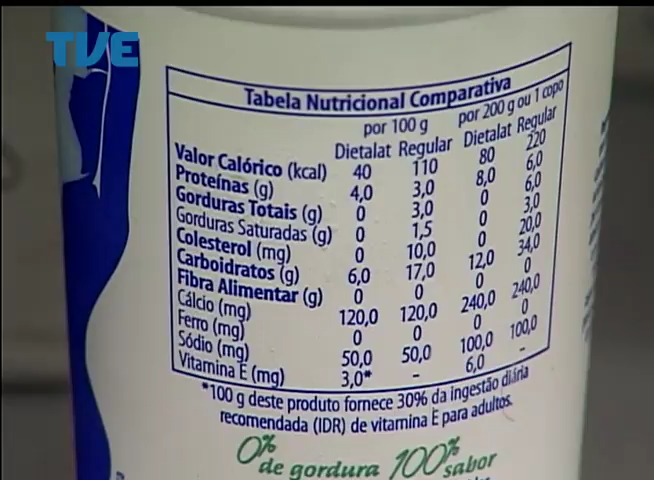 TVE
Tabela Nutricional Comparativa
por 100 g por 200 g ou 1 copo
Dietalat Regular Dietalat Regular
Valor Calórico (kcal) 40 110 80 220
Proteínas (g) 4,0 3,0 8,0 6,0
Gorduras Totais (g) 0 3,0 0 6,0
Gorduras Saturadas (g) 0 1,5 0 3,0
Colesterol (mg) 0 10,0 0 20,0
Carboidratos (g) 6,0 17,0 12,0 34,0
Fibra Alimentar (g) 0 0 0 0
Cálcio (mg) 120,0 120,0 240,0 240,0
Ferro (mg) 0 0 0 0
Sódio (mg) 50,0 50,0 100,0 100,0
Vitamina E (mg) 3,0* - 6,0 -
*100 g deste produto fornece 30% da ingestão diária
recomendada (IDR) de vitamina E para adultos.
0% de gordura 100% sabor